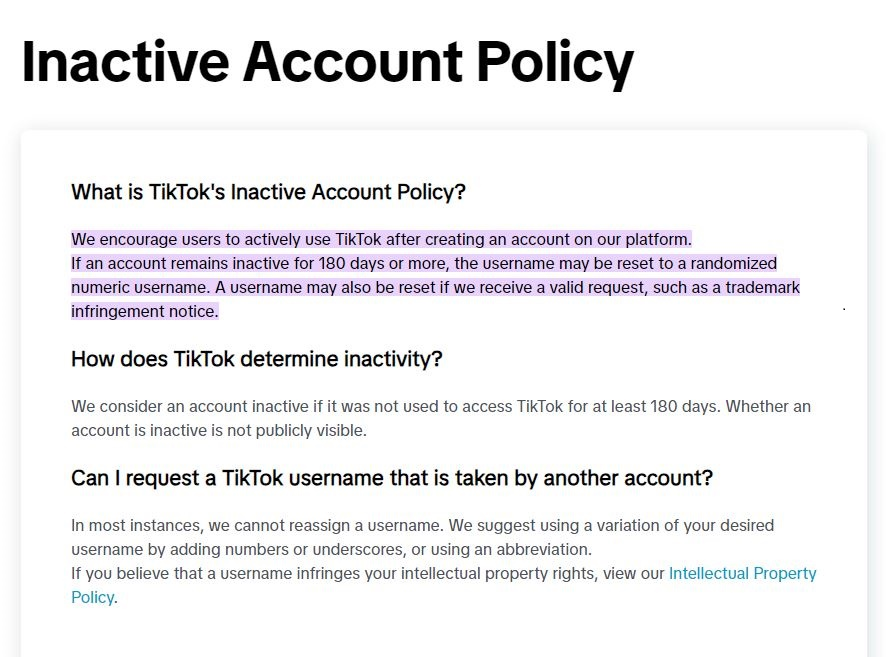 Inactive Account Policy
What is TikTok's Inactive Account Policy?
We encourage users to actively use TikTok after creating an account on our platform.
If an account remains inactive for 180 days or more, the username may be reset to a randomized
numeric username. A username may also be reset if we receive a valid request, such as a trademark
infringement notice.
How does TikTok determine inactivity?
We consider an account inactive if it was not used to access TikTok for at least 180 days. Whether an
account is inactive is not publicly visible.
Can I request a TikTok username that is taken by another account?
In most instances, we cannot reassign a username. We suggest using a variation of your desired
username by adding numbers or underscores, or using an abbreviation.
If you believe that a username infringes your intellectual property rights, view our Intellectual Property
Policy.